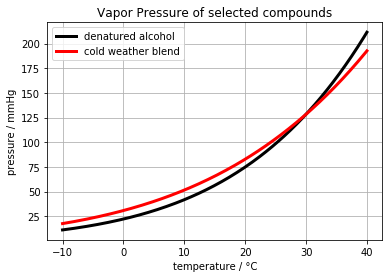 Vapor Pressure of selected compounds
denatured alcohol
cold weather blend
200
175
150
125
100
75
50
25
pressure / mmHg
−10
0
10
20
30
40
temperature / °C